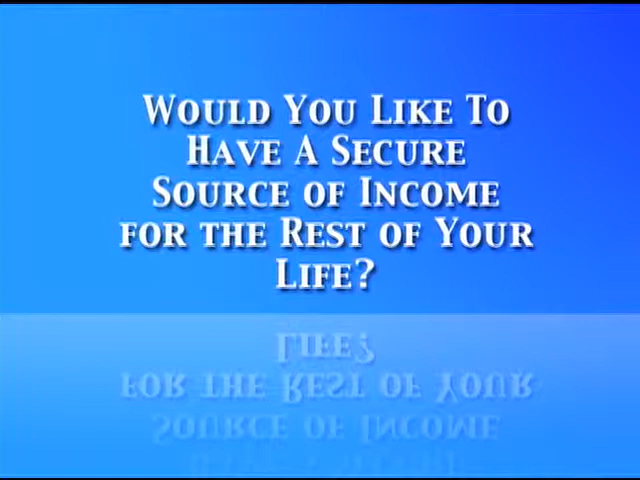 Would You Like To
Have A Secure
Source of Income
for the Rest of Your
Life?